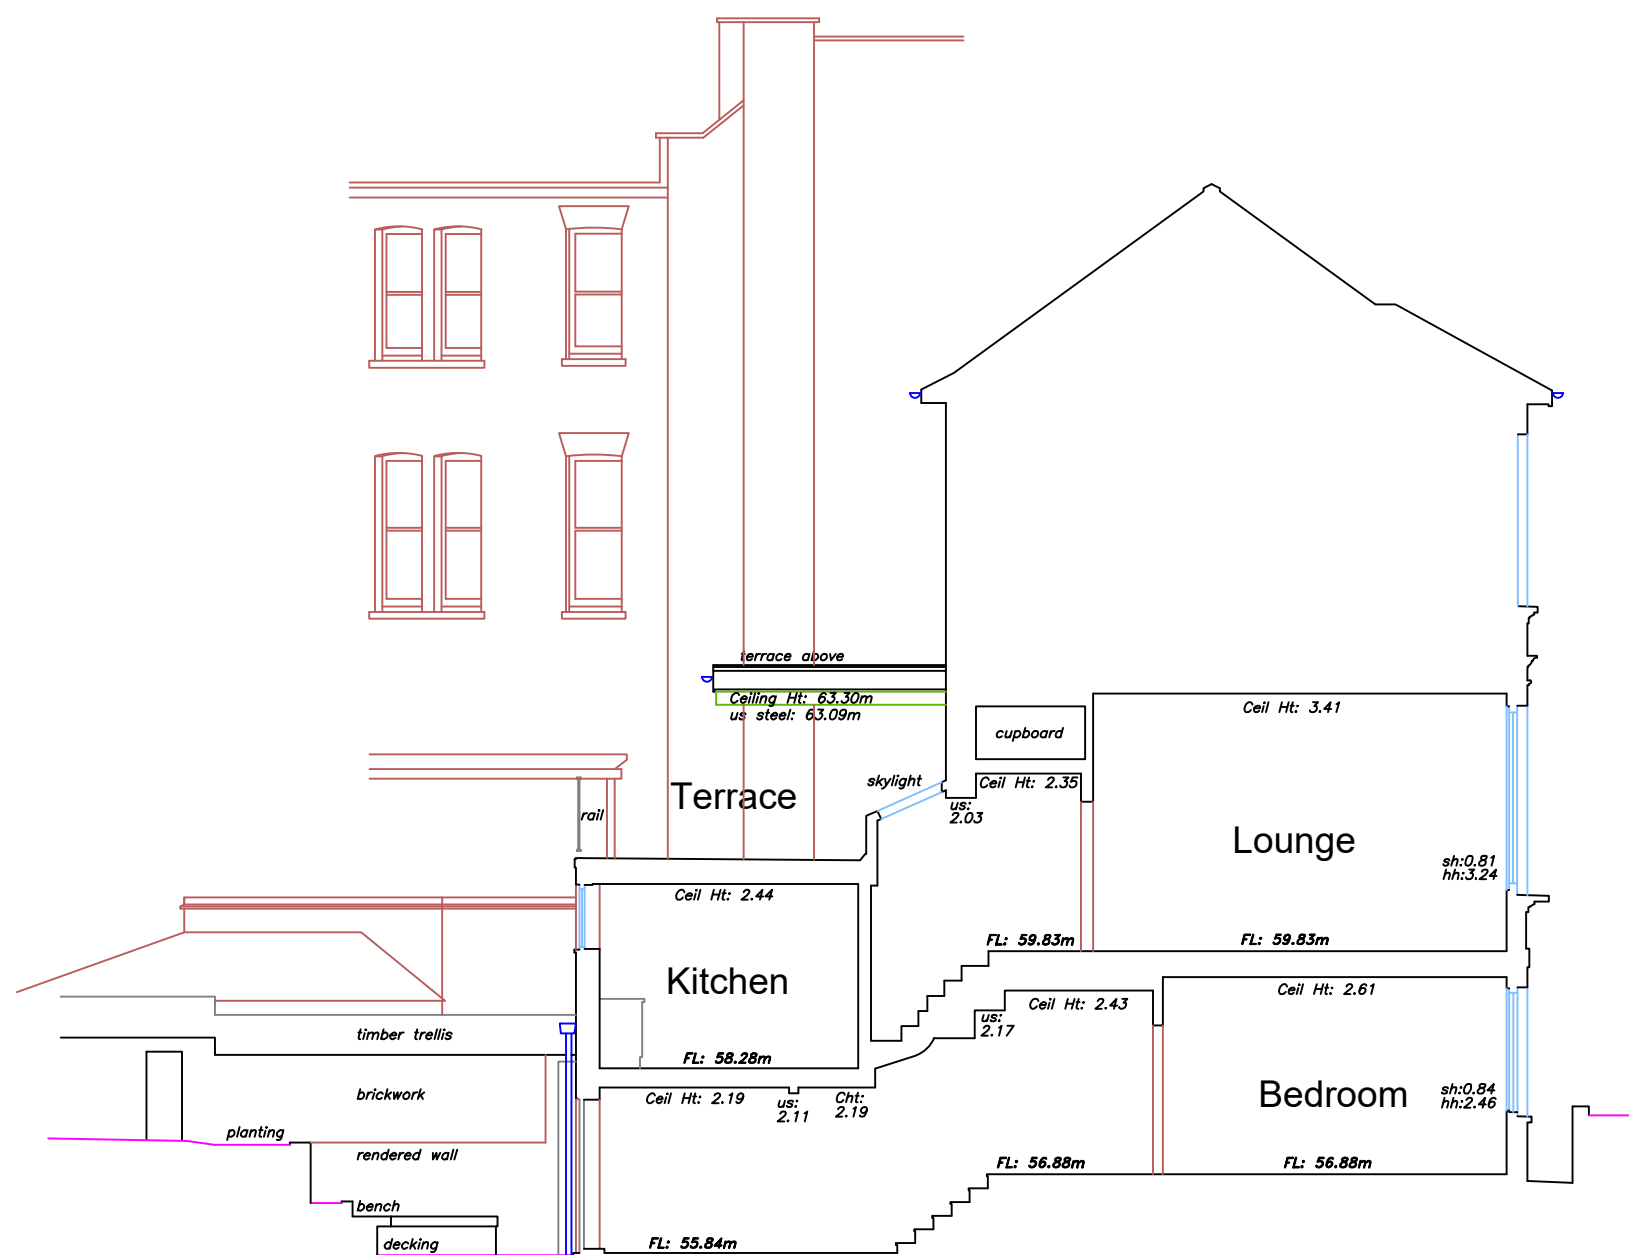 terrace above
Ceiling Ht: 63.30m
us steel: 63.09m
Ceil Ht: 3.41
cupboard
skylight
Ceil Ht: 2.35
Terrace
rail
us:
2.03
Lounge
sh:0.81
hh:3.24
Ceil Ht: 2.44
FL: 59.83m
FL: 59.83m
Kitchen
Ceil Ht: 2.61
Ceil Ht: 2.43
us:
2.17
timber trellis
FL: 58.28m
brickwork
Ceil Ht: 2.19
us:
2.11
Cht:
2.19
Bedroom
sh:0.84
hh:2.46
planting
rendered wall
FL: 56.88m
FL: 56.88m
bench
decking
FL: 55.84m